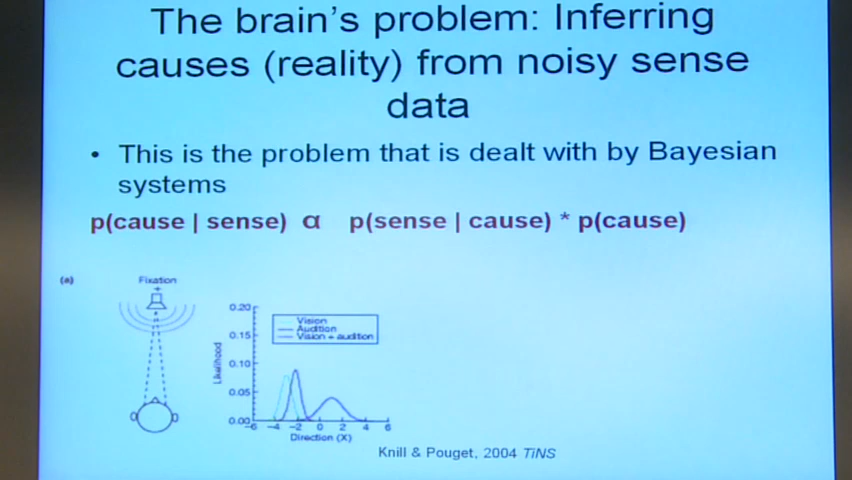 The brain's problem: Inferring
causes (reality) from noisy sense
data
• This is the problem that is dealt with by Bayesian
systems
p(cause | sense) α p(sense | cause) * p(cause)
(a)
Fixation
+
0.20
0.15
0.10
0.05
0.00
Likelihood
Vision
Audition
Vision + audition
-6 -4 -2 0 2 4 6
Direction (X)
Knill & Pouget, 2004 TiNS